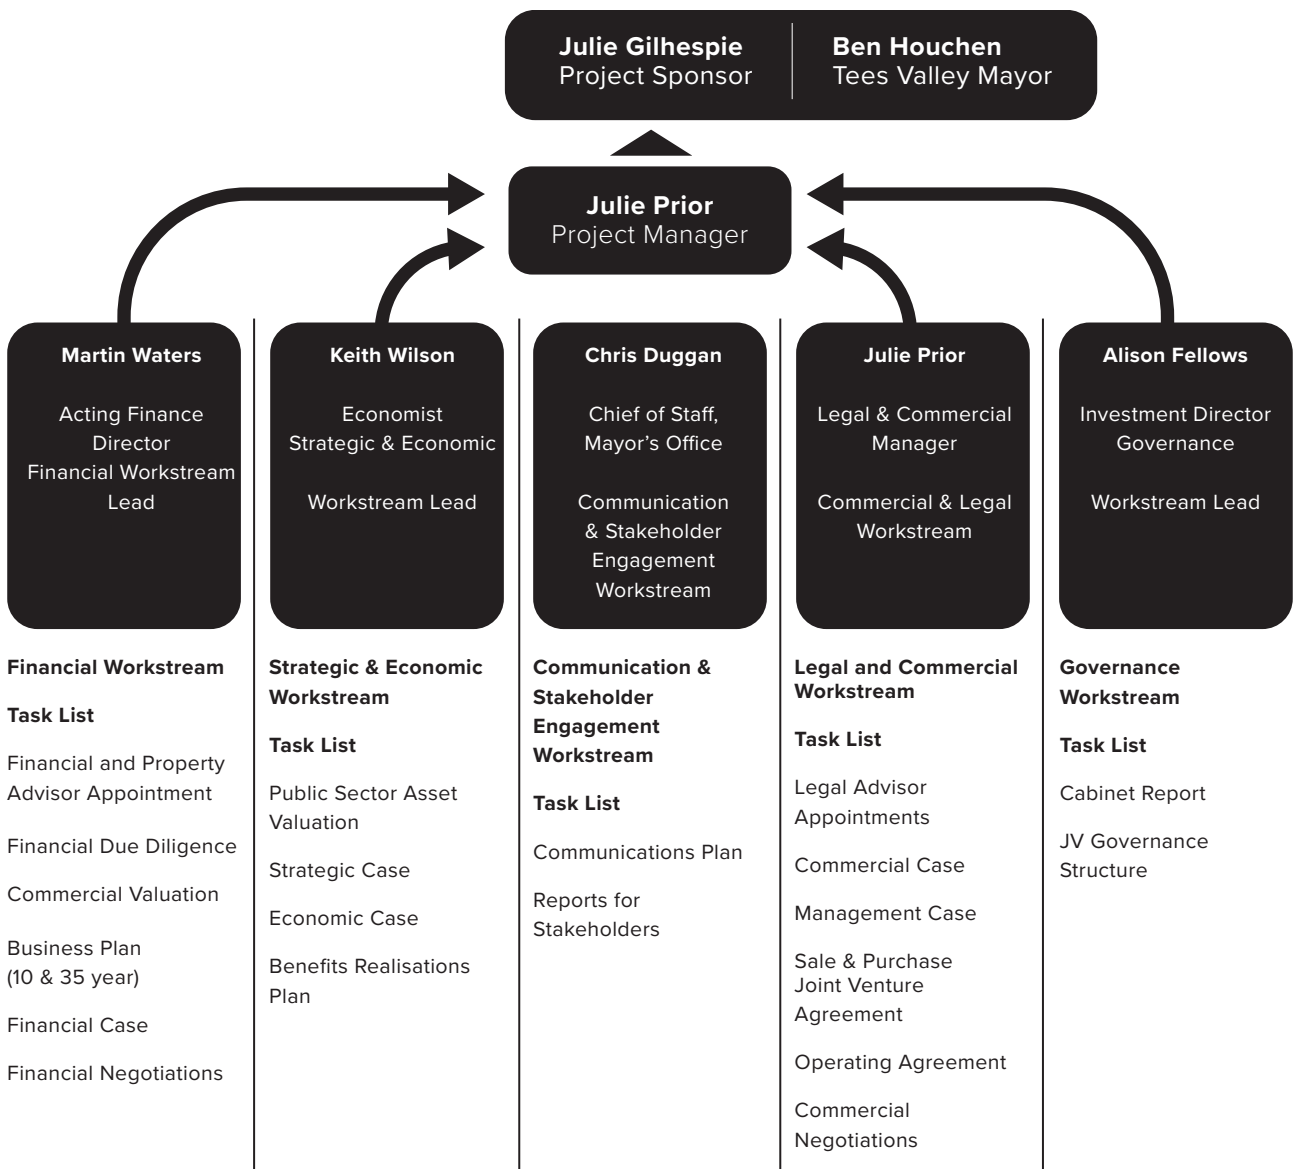 Julie Gilhespie
Project Sponsor
Ben Houchen
Tees Valley Mayor
Julie Prior
Project Manager
Martin Waters
Acting Finance
Director
Financial Workstream
Lead
Keith Wilson
Economist
Strategic & Economic
Workstream Lead
Chris Duggan
Chief of Staff,
Mayor’s Office
Communication
& Stakeholder
Engagement
Workstream
Julie Prior
Legal & Commercial
Manager
Commercial & Legal
Workstream
Alison Fellows
Investment Director
Governance
Workstream Lead
Financial Workstream
Task List
Financial and Property
Advisor Appointment
Financial Due Diligence
Commercial Valuation
Business Plan
(10 & 35 year)
Financial Case
Financial Negotiations
Strategic & Economic
Workstream
Task List
Public Sector Asset
Valuation
Strategic Case
Economic Case
Benefits Realisations
Plan
Communication &
Stakeholder
Engagement
Workstream
Task List
Communications Plan
Reports for
Stakeholders
Legal and Commercial
Workstream
Task List
Legal Advisor
Appointments
Commercial Case
Management Case
Sale & Purchase
Joint Venture
Agreement
Operating Agreement
Commercial
Negotiations
Governance
Workstream
Task List
Cabinet Report
JV Governance
Structure